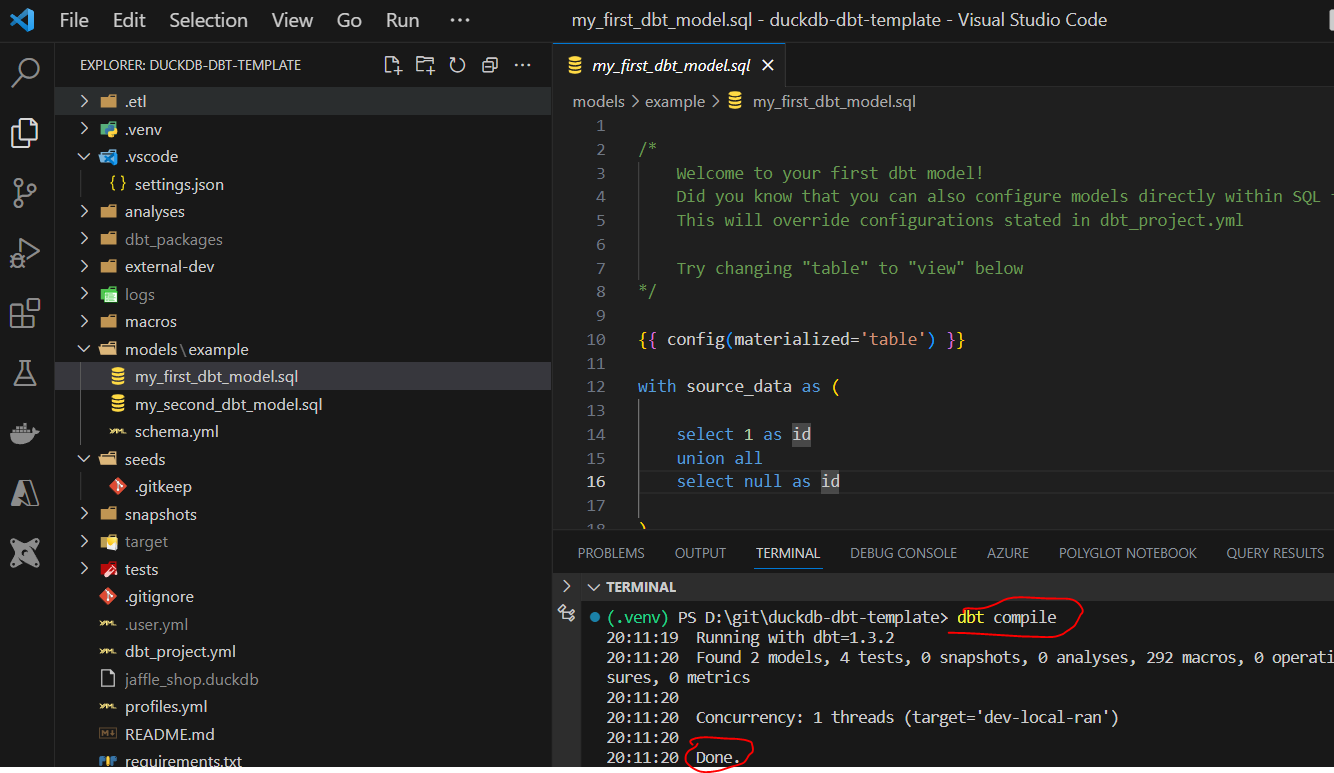 File Edit Selection View Go Run ··· my_first_dbt_model.sql - duckdb-dbt-template - Visual Studio Code
EXPLORER: DUCKDB-DBT-TEMPLATE
.etl
.venv
.vscode
{} settings.json
analyses
dbt_packages
external-dev
logs
macros
models\example
my_first_dbt_model.sql
my_second_dbt_model.sql
schema.yml
seeds
.gitkeep
snapshots
target
tests
.gitignore
.user.yml
dbt_project.yml
jaffle_shop.duckdb
profiles.yml
README.md
requirements.txt
my_first_dbt_model.sql
models > example > my_first_dbt_model.sql
1
2 /*
3 Welcome to your first dbt model!
4 Did you know that you can also configure models directly within SQL
5 This will override configurations stated in dbt_project.yml
6
7 Try changing "table" to "view" below
8 */
9
10 {{ config(materialized='table') }}
11
12 with source_data as (
13
14 select 1 as id
15 union all
16 select null as id
17
18 )
PROBLEMS OUTPUT TERMINAL DEBUG CONSOLE AZURE POLYGLOT NOTEBOOK QUERY RESULTS
TERMINAL
(.venv) PS D:\git\duckdb-dbt-template> dbt compile
20:11:19 Running with dbt=1.3.2
20:11:20 Found 2 models, 4 tests, 0 snapshots, 0 analyses, 292 macros, 0 operati
sures, 0 metrics
20:11:20
20:11:20 Concurrency: 1 threads (target='dev-local-ran')
20:11:20
20:11:20 Done.